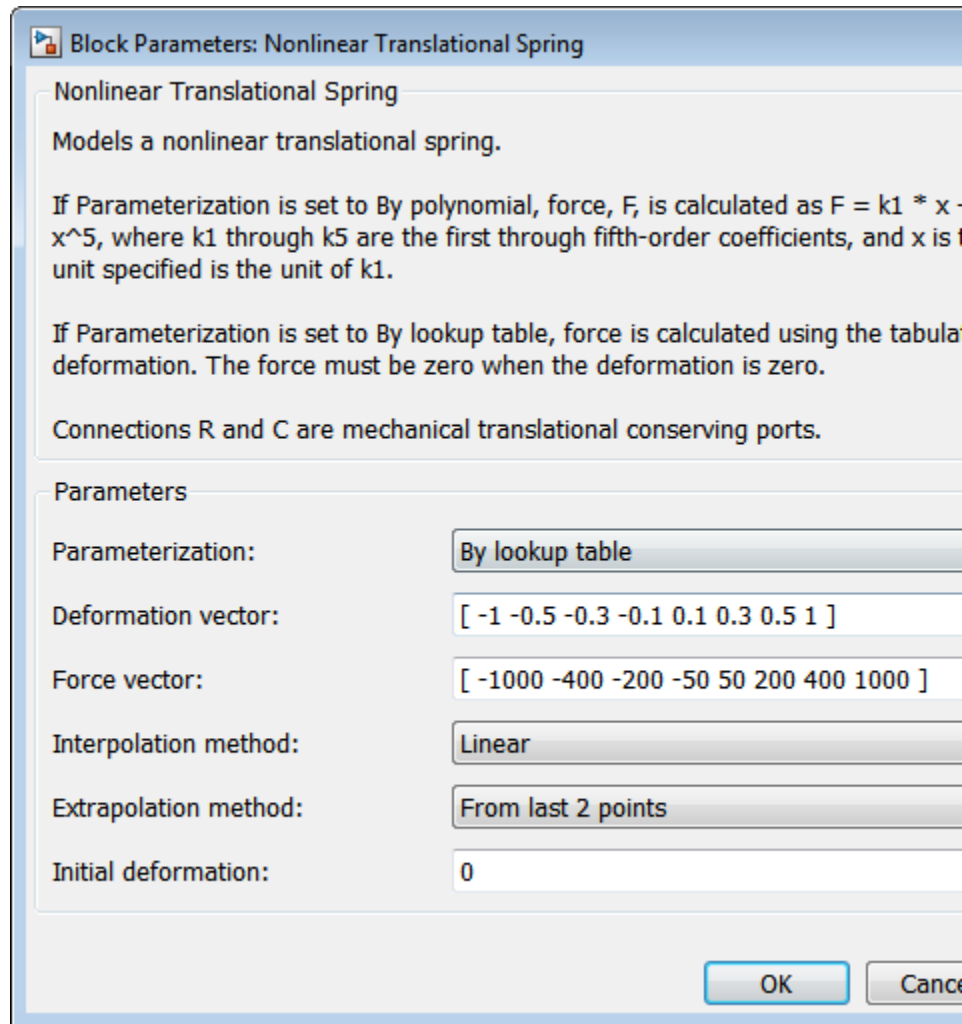 Block Parameters: Nonlinear Translational Spring
Nonlinear Translational Spring
Models a nonlinear translational spring.
If Parameterization is set to By polynomial, force, F, is calculated as F = k1 * x
x^5, where k1 through k5 are the first through fifth-order coefficients, and x is
unit specified is the unit of k1.
If Parameterization is set to By lookup table, force is calculated using the
deformation. The force must be zero when the deformation is zero.
Connections R and C are mechanical translational conserving ports.
Parameters
Parameterization: By lookup table
Deformation vector: [ -1 -0.5 -0.3 -0.1 0.1 0.3 0.5 1 ]
Force vector: [ -1000 -400 -200 -50 50 200 400 1000 ]
Interpolation method: Linear
Extrapolation method: From last 2 points
Initial deformation: 0
OK